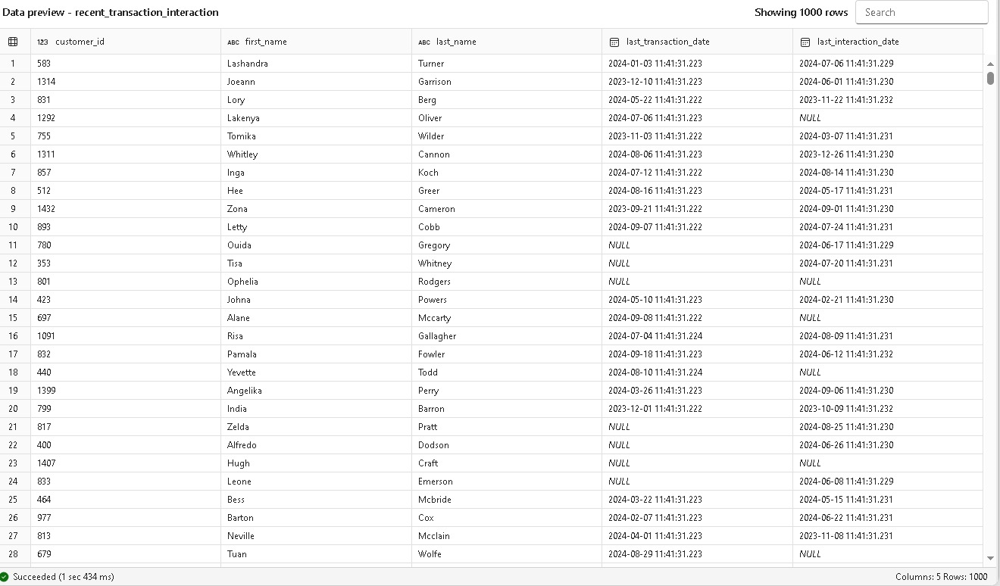 Data preview - recent_transaction_interaction Showing 1000 rows Search
123 customer_id ABC first_name ABC last_name last_transaction_date last_interaction_date
1 583 Lashandra Turner 2024-01-03 11:41:31.223 2024-07-06 11:41:31.229
2 1314 Joeann Garrison 2023-12-10 11:41:31.223 2024-06-01 11:41:31.230
3 831 Lory Berg 2024-05-22 11:41:31.222 2023-11-22 11:41:31.232
4 1292 Lakenya Oliver 2024-07-06 11:41:31.223 NULL
5 755 Tomika Wilder 2023-11-03 11:41:31.222 2024-03-07 11:41:31.231
6 1311 Whitley Cannon 2024-08-06 11:41:31.223 2023-12-26 11:41:31.230
7 857 Inga Koch 2024-07-12 11:41:31.222 2024-08-14 11:41:31.230
8 512 Hee Greer 2024-08-16 11:41:31.223 2024-05-17 11:41:31.231
9 1432 Zona Cameron 2023-09-21 11:41:31.222 2024-09-01 11:41:31.230
10 893 Letty Cobb 2024-09-07 11:41:31.222 2024-07-24 11:41:31.231
11 780 Ouida Gregory NULL 2024-06-17 11:41:31.229
12 353 Tisa Whitney NULL 2024-07-20 11:41:31.231
13 801 Ophelia Rodgers NULL NULL
14 423 Johna Powers 2024-05-10 11:41:31.223 2024-02-21 11:41:31.230
15 697 Alane Mccarty 2024-09-08 11:41:31.222 NULL
16 1091 Risa Gallagher 2024-07-04 11:41:31.224 2024-08-09 11:41:31.231
17 832 Pamala Fowler 2024-09-18 11:41:31.223 2024-06-12 11:41:31.232
18 440 Yevette Todd 2024-08-10 11:41:31.224 NULL
19 1399 Angelika Perry 2024-03-26 11:41:31.223 2024-09-06 11:41:31.230
20 799 India Barron 2023-12-01 11:41:31.222 2023-10-09 11:41:31.232
21 817 Zelda Pratt NULL 2024-08-25 11:41:31.230
22 400 Alfredo Dodson NULL 2024-06-26 11:41:31.230
23 1407 Hugh Craft NULL NULL
24 833 Leone Emerson NULL 2024-06-08 11:41:31.229
25 464 Bess Mcbride 2024-03-22 11:41:31.223 2024-05-15 11:41:31.231
26 977 Barton Cox 2024-02-07 11:41:31.223 2024-06-22 11:41:31.231
27 813 Neville Mcclain 2024-04-01 11:41:31.223 2023-11-08 11:41:31.231
28 679 Tuan Wolfe 2024-08-29 11:41:31.223 NULL
Succeeded (1 sec 434 ms) Columns: 5 Rows: 1000